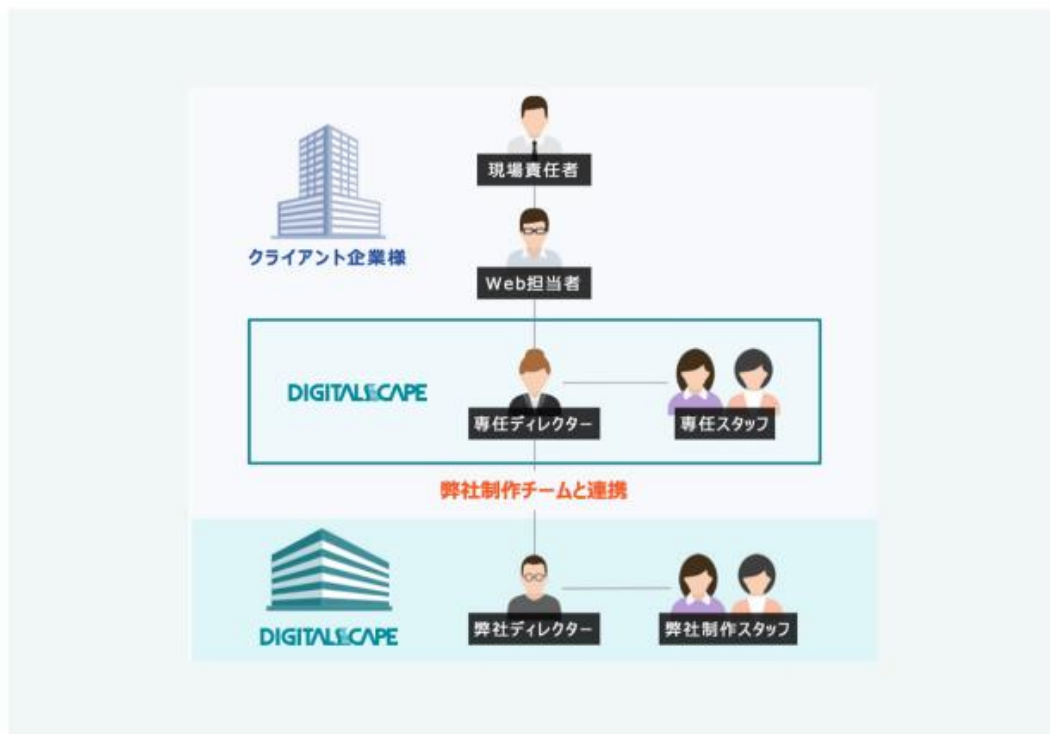 現場責任者
クライアント企業様
Web担当者
DIGITALSCAPE
専任ディレクター
専任スタッフ
弊社制作チームと連携
DIGITALSCAPE
弊社ディレクター
弊社制作スタッフ